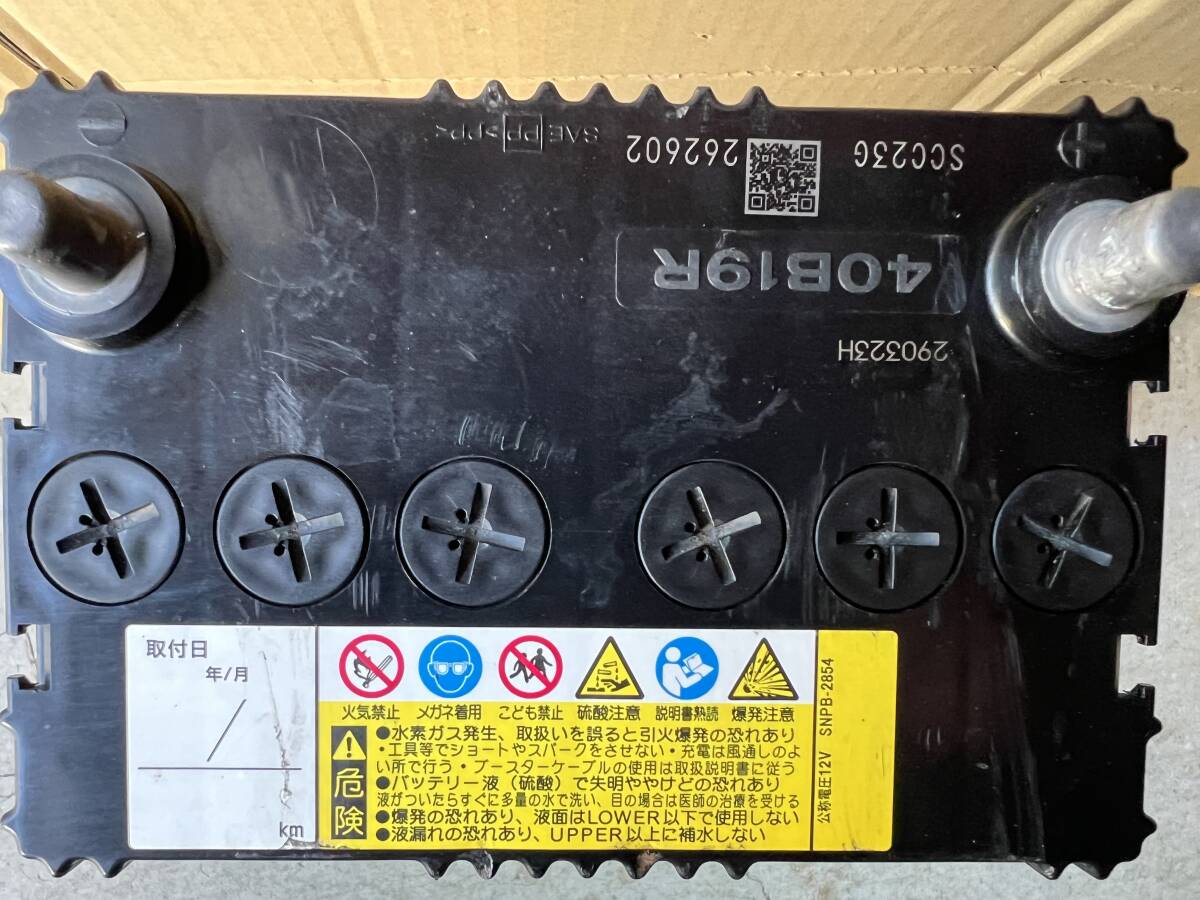 SAE PP >PP<
262602
SCC23G
40B19R
290323H
取付日
年/月
km
火気禁止 メガネ着用 こども禁止 硫酸注意 説明書熟読 爆発注意
危険
●水素ガス発生、取扱いを誤ると引火爆発の恐れあり
・工具等でショートやスパークをさせない・充電は風通しのよ
い所で行う・ブースターケーブルの使用は取扱説明書に従う
●バッテリー液（硫酸）で失明ややけどの恐れあり
液がついたらすぐに多量の水で洗い、目の場合は医師の治療を受ける
●爆発の恐れあり、液面はLOWER以下で使用しない
●液漏れの恐れあり、UPPER以上に補水しない
公称電圧12V SNPB-2854